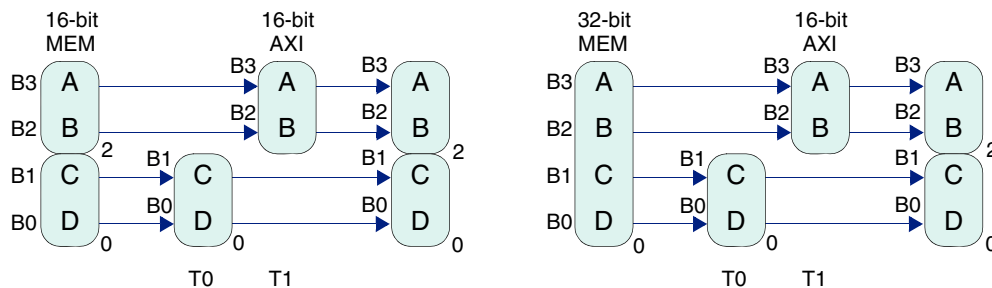 16-bit 16-bit 32-bit 16-bit
MEM AXI MEM AXI
B3 A B3 A B3 A B3 A B3 A B3 A
B2 B B2 B B2 B B2 B B2 B B2 B
2 2 2
B1 C B1 C B1 C B1 C B1 C B1 C
B0 D B0 D B0 D B0 D B0 D B0 D
0 0 0 0 0 0
T0 T1 T0 T1